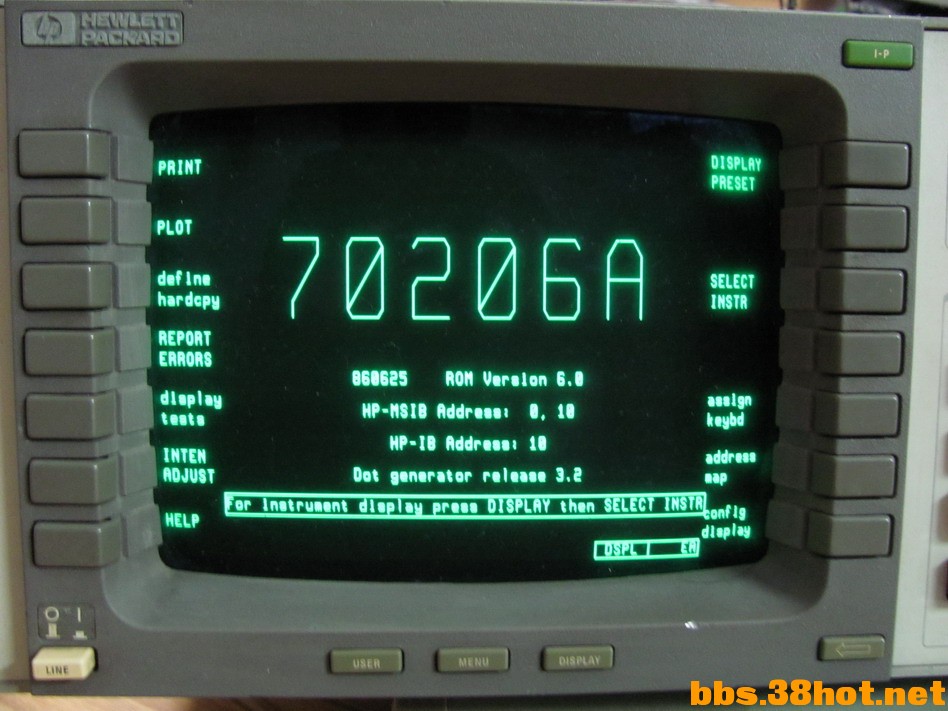 hp HEWLETT
PACKARD
I-P
PRINT
DISPLAY
PRESET
PLOT
70206A
define
hardcpy
SELECT
INSTR
REPORT
ERRORS
860625 ROM Version 6.0
display
tests
HP-MSIB Address: 0, 10
assign
keybd
HP-IB Address: 10
INTEN
ADJUST
address
map
Dot generator release 3.2
For Instrument display press DISPLAY then SELECT INSTR
HELP
config
display
DSPL EA
O I
LINE
USER
MENU
DISPLAY
bbs.38hot.net